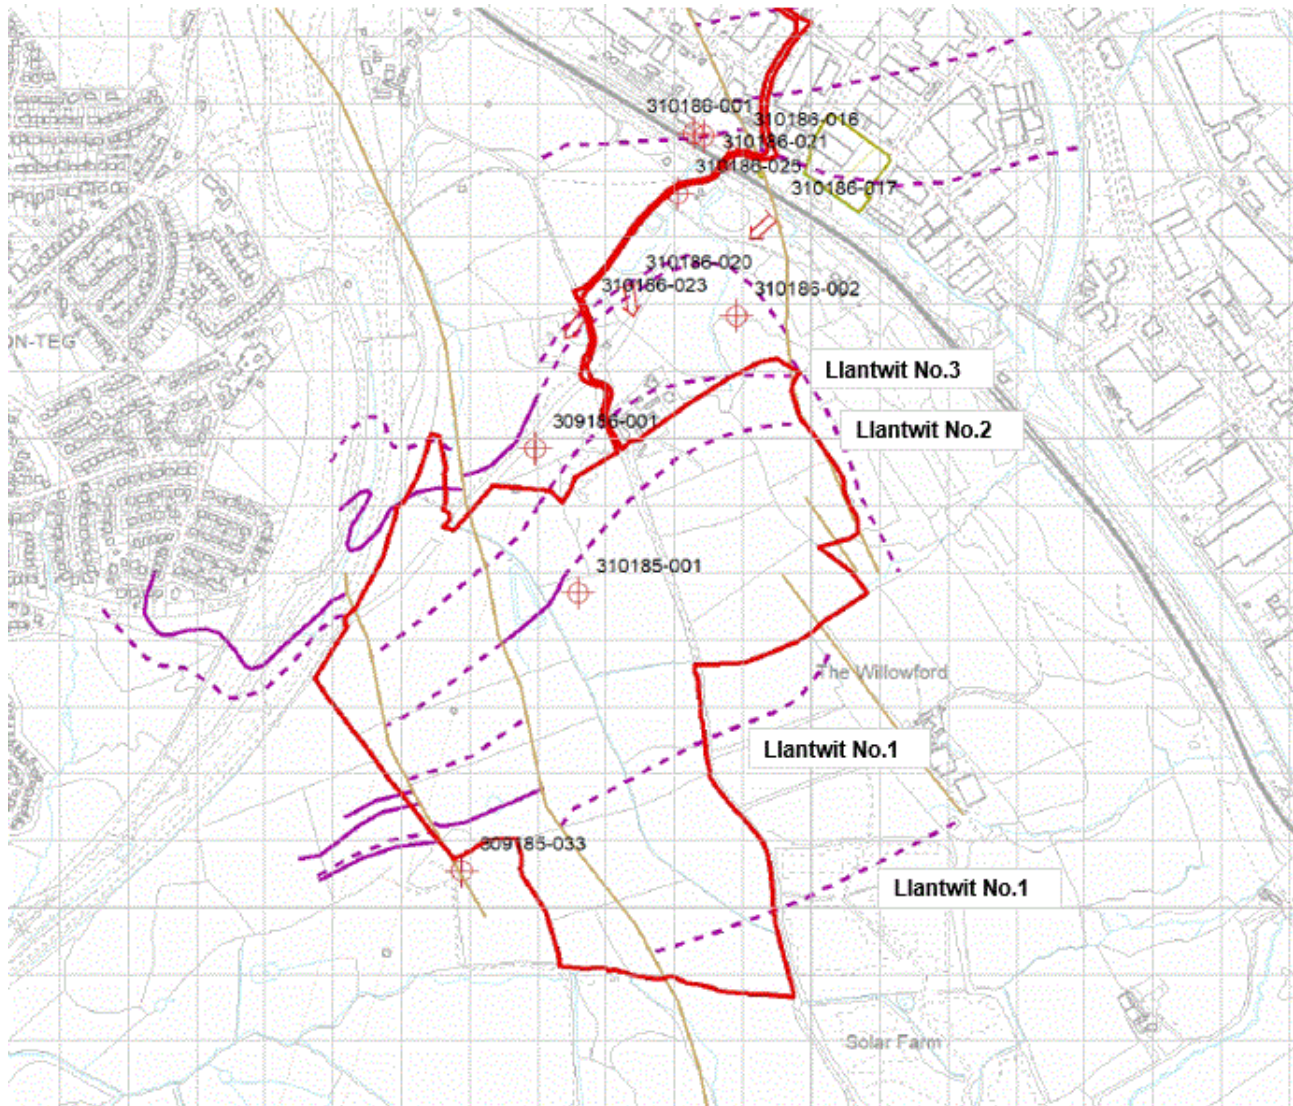 310186-001
310186-016
310186-021
310186-025
310186-017
310186-020
310186-023
310186-002
ON-TEG
Llantwit No.3
309186-001
Llantwit No.2
310185-001
The Willowford
Llantwit No.1
309185-033
Llantwit No.1
Solar Farm